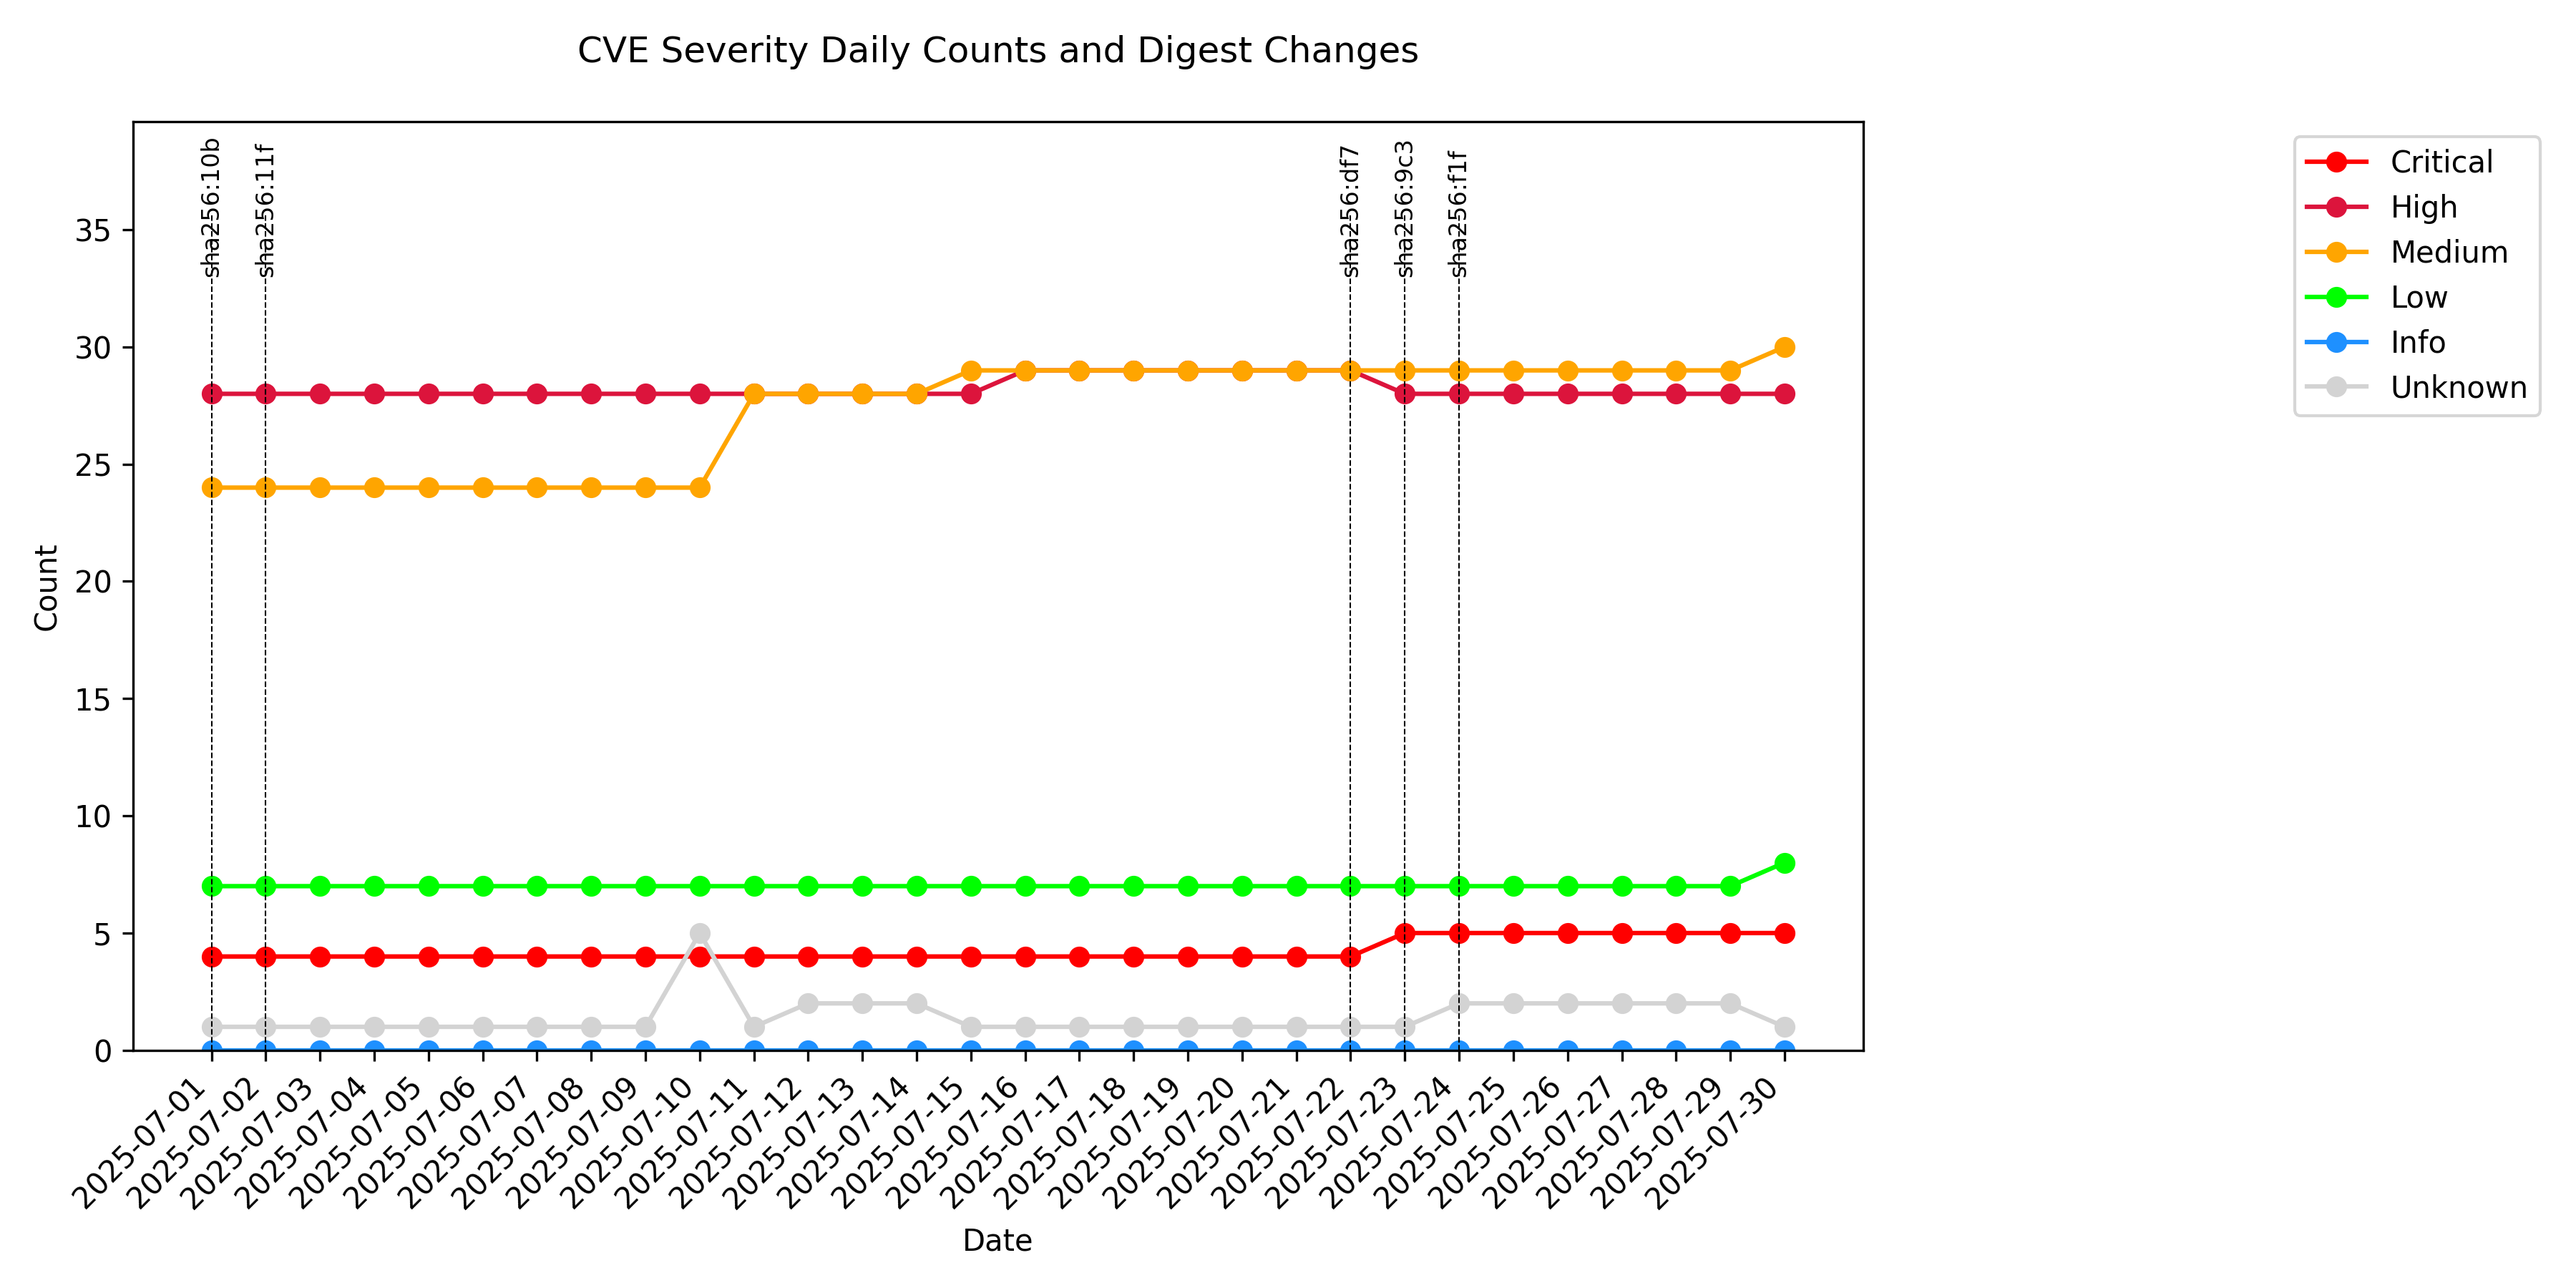 CVE Severity Daily Counts and Digest Changes
sha256:10b
sha256:11f
sha256:df7
sha256:9c3
sha256:f1f
Critical
High
Medium
Low
Info
Unknown
Count
35
30
25
20
15
10
5
0
2025-07-01
2025-07-02
2025-07-03
2025-07-04
2025-07-05
2025-07-06
2025-07-07
2025-07-08
2025-07-09
2025-07-10
2025-07-11
2025-07-12
2025-07-13
2025-07-14
2025-07-15
2025-07-16
2025-07-17
2025-07-18
2025-07-19
2025-07-20
2025-07-21
2025-07-22
2025-07-23
2025-07-24
2025-07-25
2025-07-26
2025-07-27
2025-07-28
2025-07-29
2025-07-30
Date